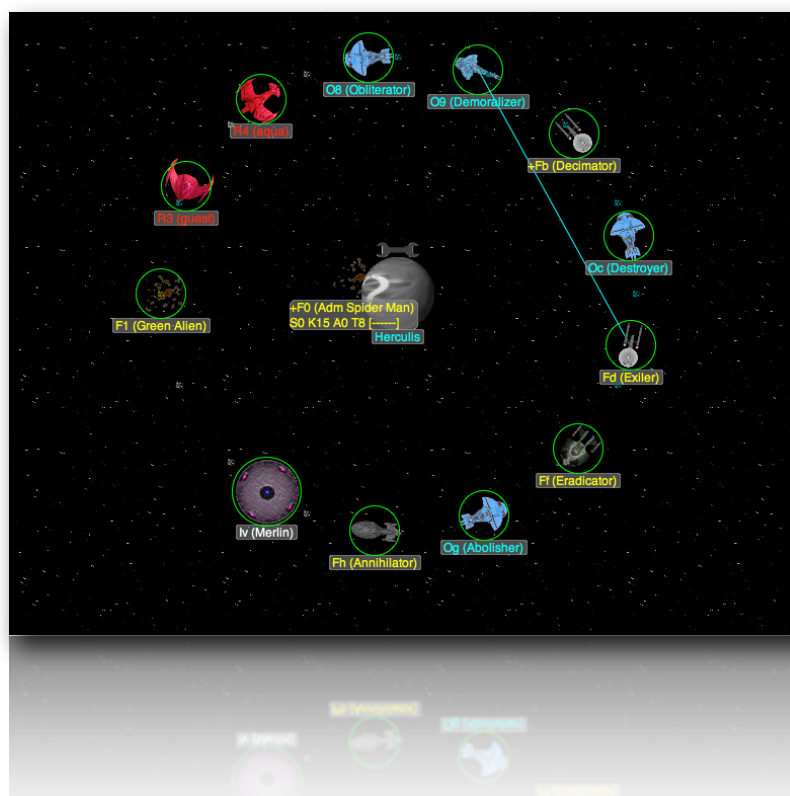 O8 (Obliterator)
O9 (Demoralizer)
R4 (aqua)
+Fb (Decimator)
R3 (guest)
Oc (Destroyer)
F1 (Green Alien)
+F0 (Adm Spider Man)
S0 K15 A0 T8 [------]
Herculis
Fd (Exiler)
Ff (Eradicator)
Iv (Merlin)
Og (Abolisher)
Fh (Annihilator)